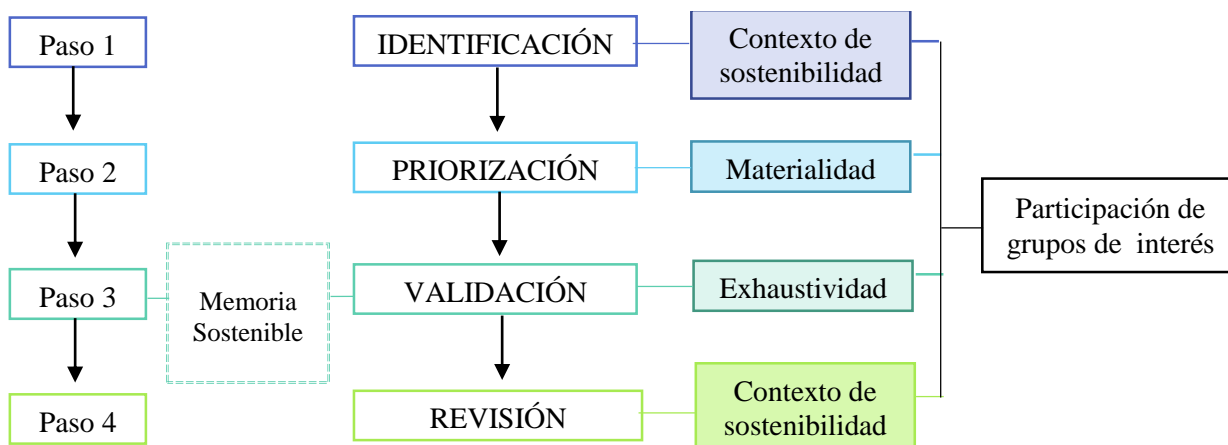 Paso 1
IDENTIFICACIÓN
Contexto de
sostenibilidad
Paso 2
PRIORIZACIÓN
Materialidad
Participación de
grupos de interés
Paso 3
Memoria
Sostenible
VALIDACIÓN
Exhaustividad
Paso 4
REVISIÓN
Contexto de
sostenibilidad